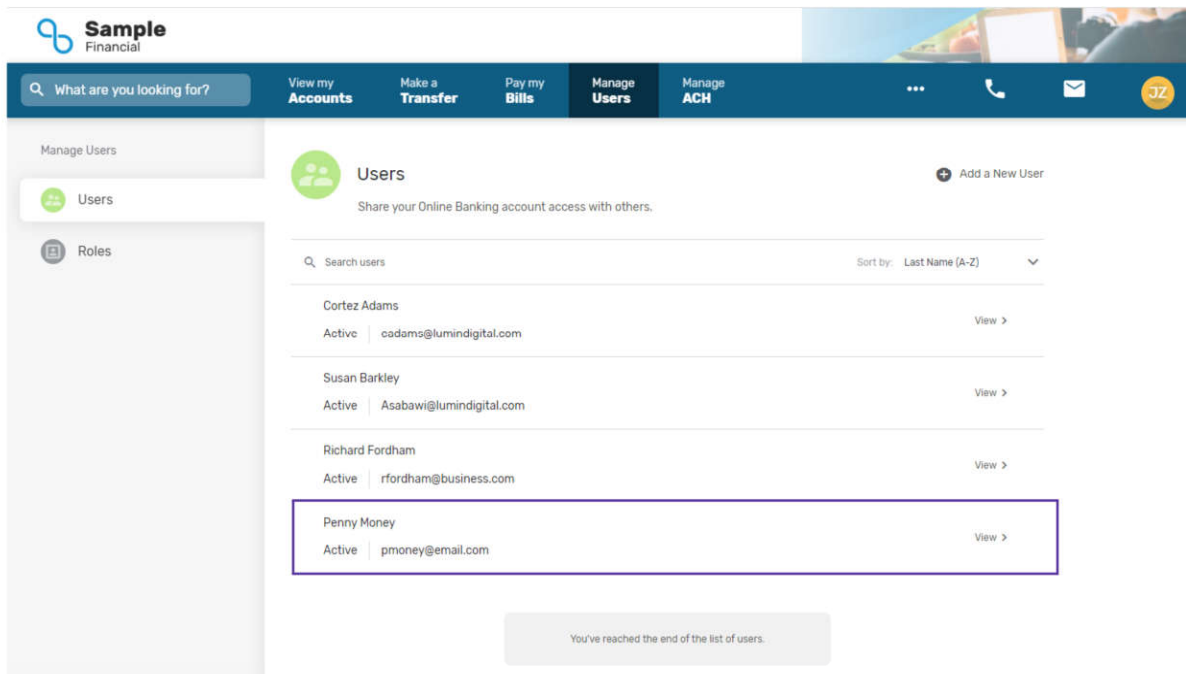 Sample
Financial
What are you looking for?
View my
Accounts
Make a
Transfer
Pay my
Bills
Manage
Users
Manage
ACH
JZ
Manage Users
Users
Roles
Users
Add a New User
Share your Online Banking account access with others.
Search users
Sort by: Last Name (A-Z)
Cortez Adams
View >
Active cadams@lumindigital.com
Susan Barkley
View >
Active Asabawi@lumindigital.com
Richard Fordham
View >
Active rfordham@business.com
Penny Money
View >
Active pmoney@email.com
You've reached the end of the list of users.